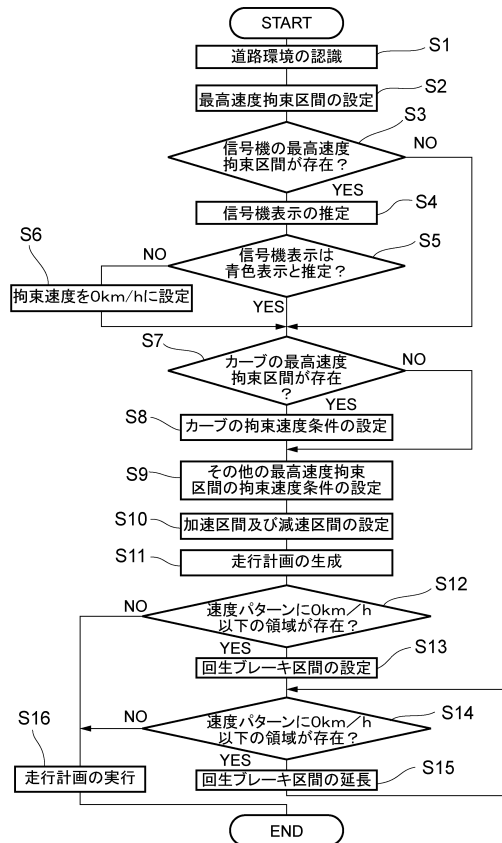 START
道路環境の認識
S1
最高速度拘束区間の設定
S2
S3
信号機の最高速度
拘束区間が存在？
NO
YES
信号機表示の推定
S4
S5
信号機表示は
青色表示と推定？
NO
YES
S6
拘束速度を0km/hに設定
S7
カーブの最高速度
拘束区間が存在
？
NO
YES
S8
カーブの拘束速度条件の設定
S9
その他の最高速度拘束
区間の拘束速度条件の設定
S10
加速区間及び減速区間の設定
S11
走行計画の生成
S12
速度パターンに0km／h
以下の領域が存在？
NO
YES
S13
回生ブレーキ区間の設定
S14
速度パターンに0km／h
以下の領域が存在？
NO
YES
S15
回生ブレーキ区間の延長
S16
走行計画の実行
END